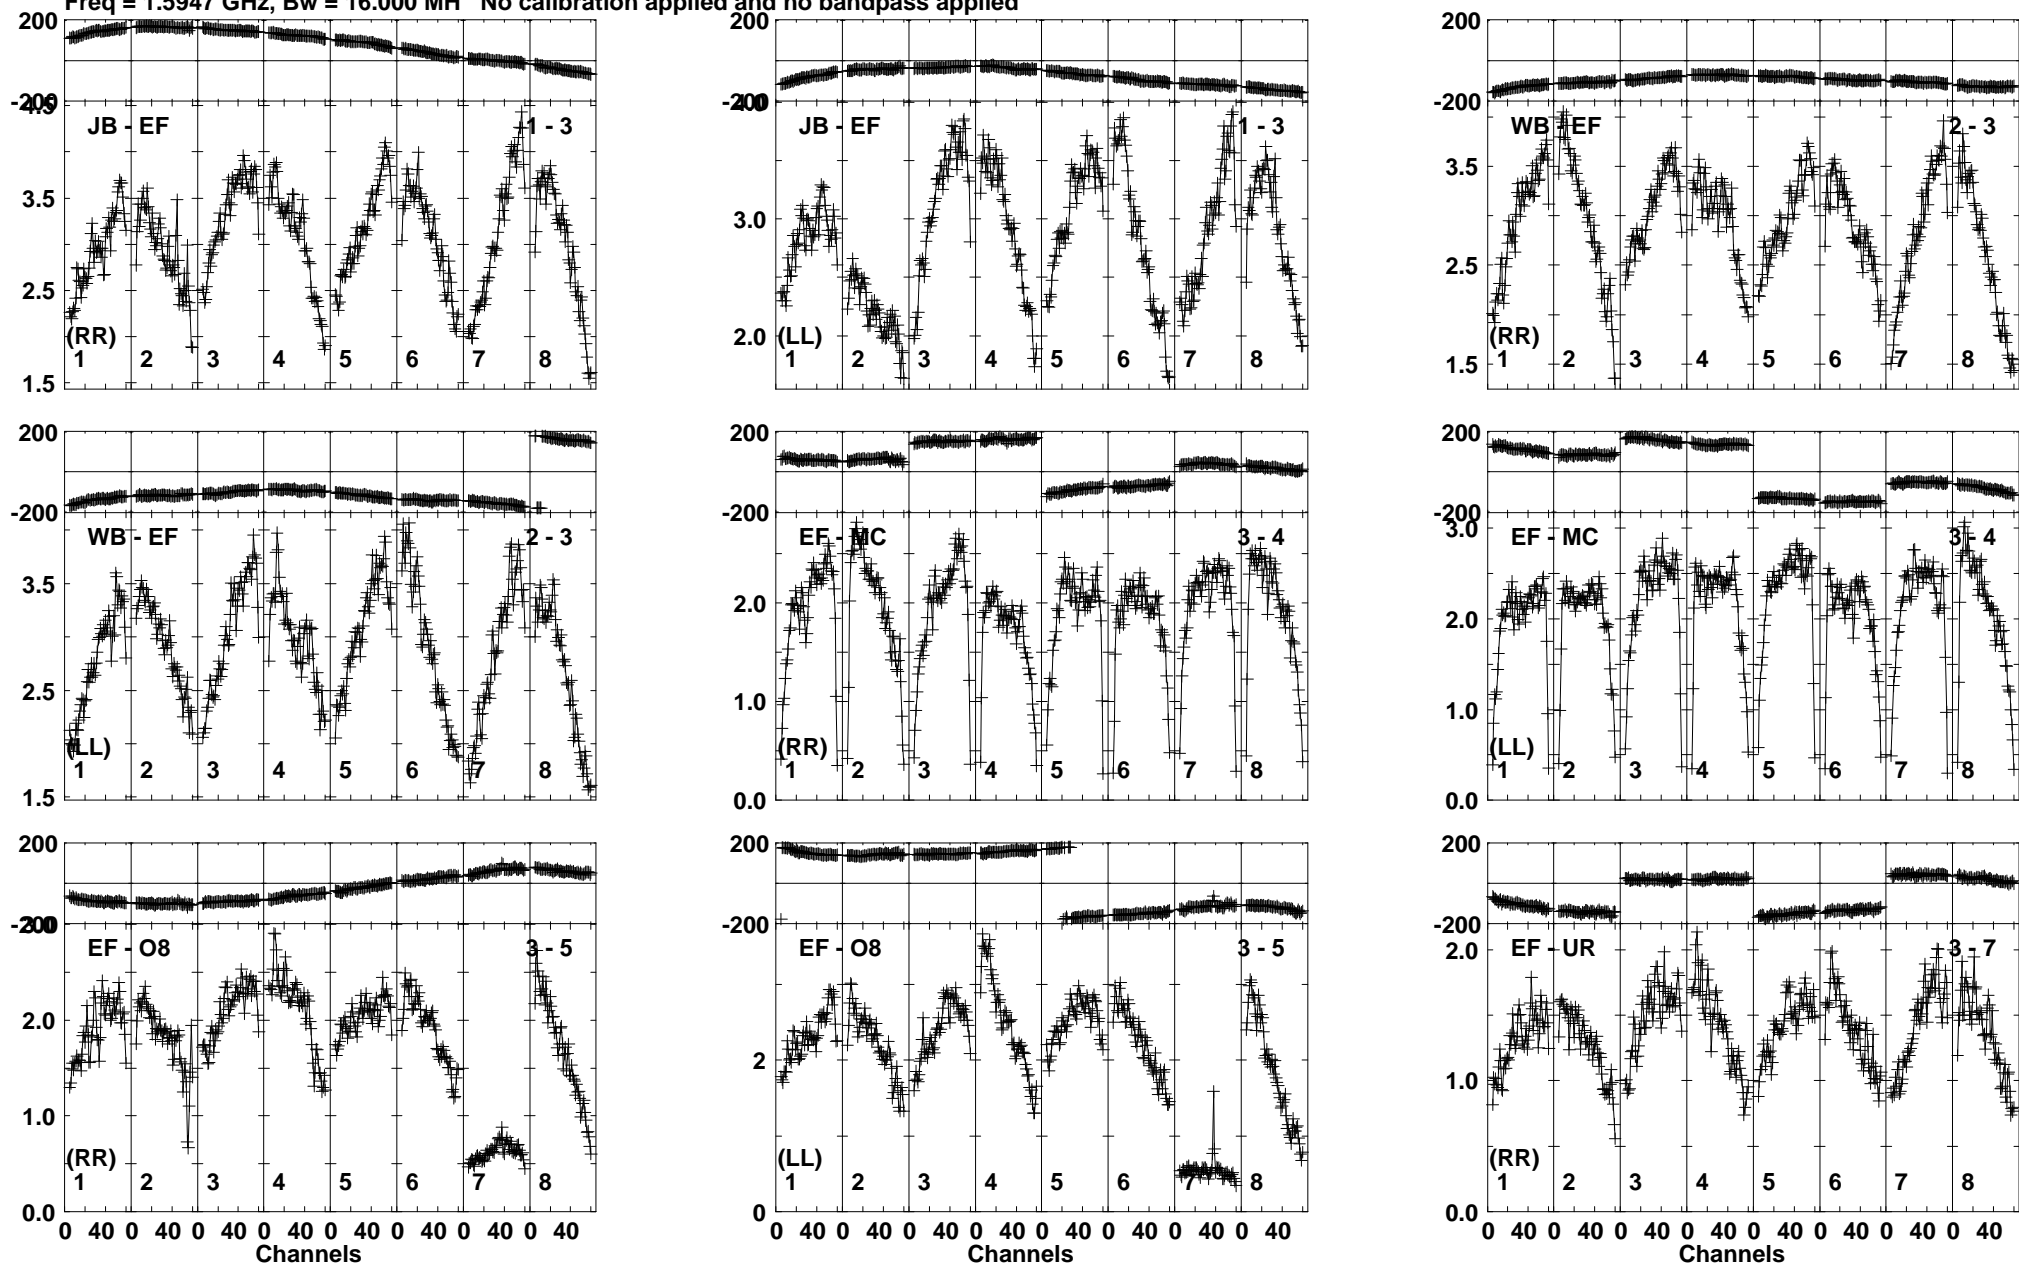 Freq = 1.5947 GHz, Bw = 16.000 MH No calibration applied and no bandpass applied
200 200 200
-200 -200 -200
4.5 4.0
JB - EF 1 - 3 JB - EF 1 - 3 WB - EF 2 - 3
3.5 3.5
3.0
2.5 2.5
2.0
(RR) (LL) (RR)
1 2 3 4 5 6 7 8 1 2 3 4 5 6 7 8 1 2 3 4 5 6 7 8
1.5 1.5
200 200 200
-200 -200 -200
3.0
WB - EF 2 - 3 EF - MC 3 - 4 EF - MC 3 - 4
3.5
2.0 2.0
2.5
1.0 1.0
(LL) (RR) (LL)
1 2 3 4 5 6 7 8 1 2 3 4 5 6 7 8 1 2 3 4 5 6 7 8
1.5 0.0 0.0
200 200 200
-200 -200 -200
3.0
EF - O8 3 - 5 EF - O8 3 - 5 EF - UR 3 - 7
2.0
2.0
2
1.0 1.0
(RR) (LL) (RR)
1 2 3 4 5 6 7 8 1 2 3 4 5 6 7 8 1 2 3 4 5 6 7 8
0.0 0 0.0
0 40 0 40 0 40 0 40 0 40 0 40 0 40 0 40 0 40 0 40 0 40 0 40 0 40 0 40 0 40 0 40 0 40 0 40 0 40 0 40 0 40 0 40 0 40 0 40
Channels Channels Channels